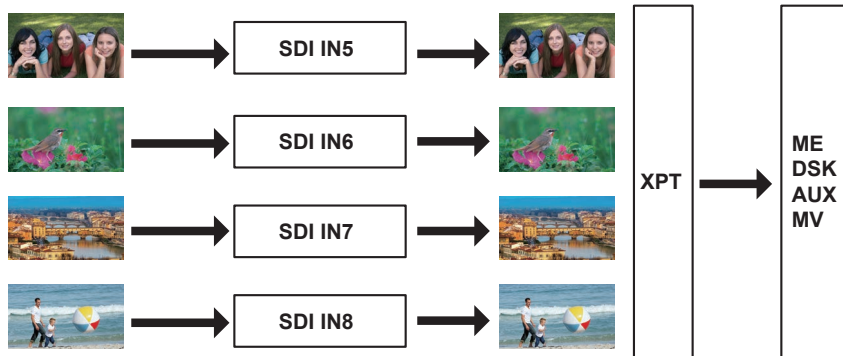 SDI IN5
SDI IN6
SDI IN7
SDI IN8
XPT
ME
DSK
AUX
MV